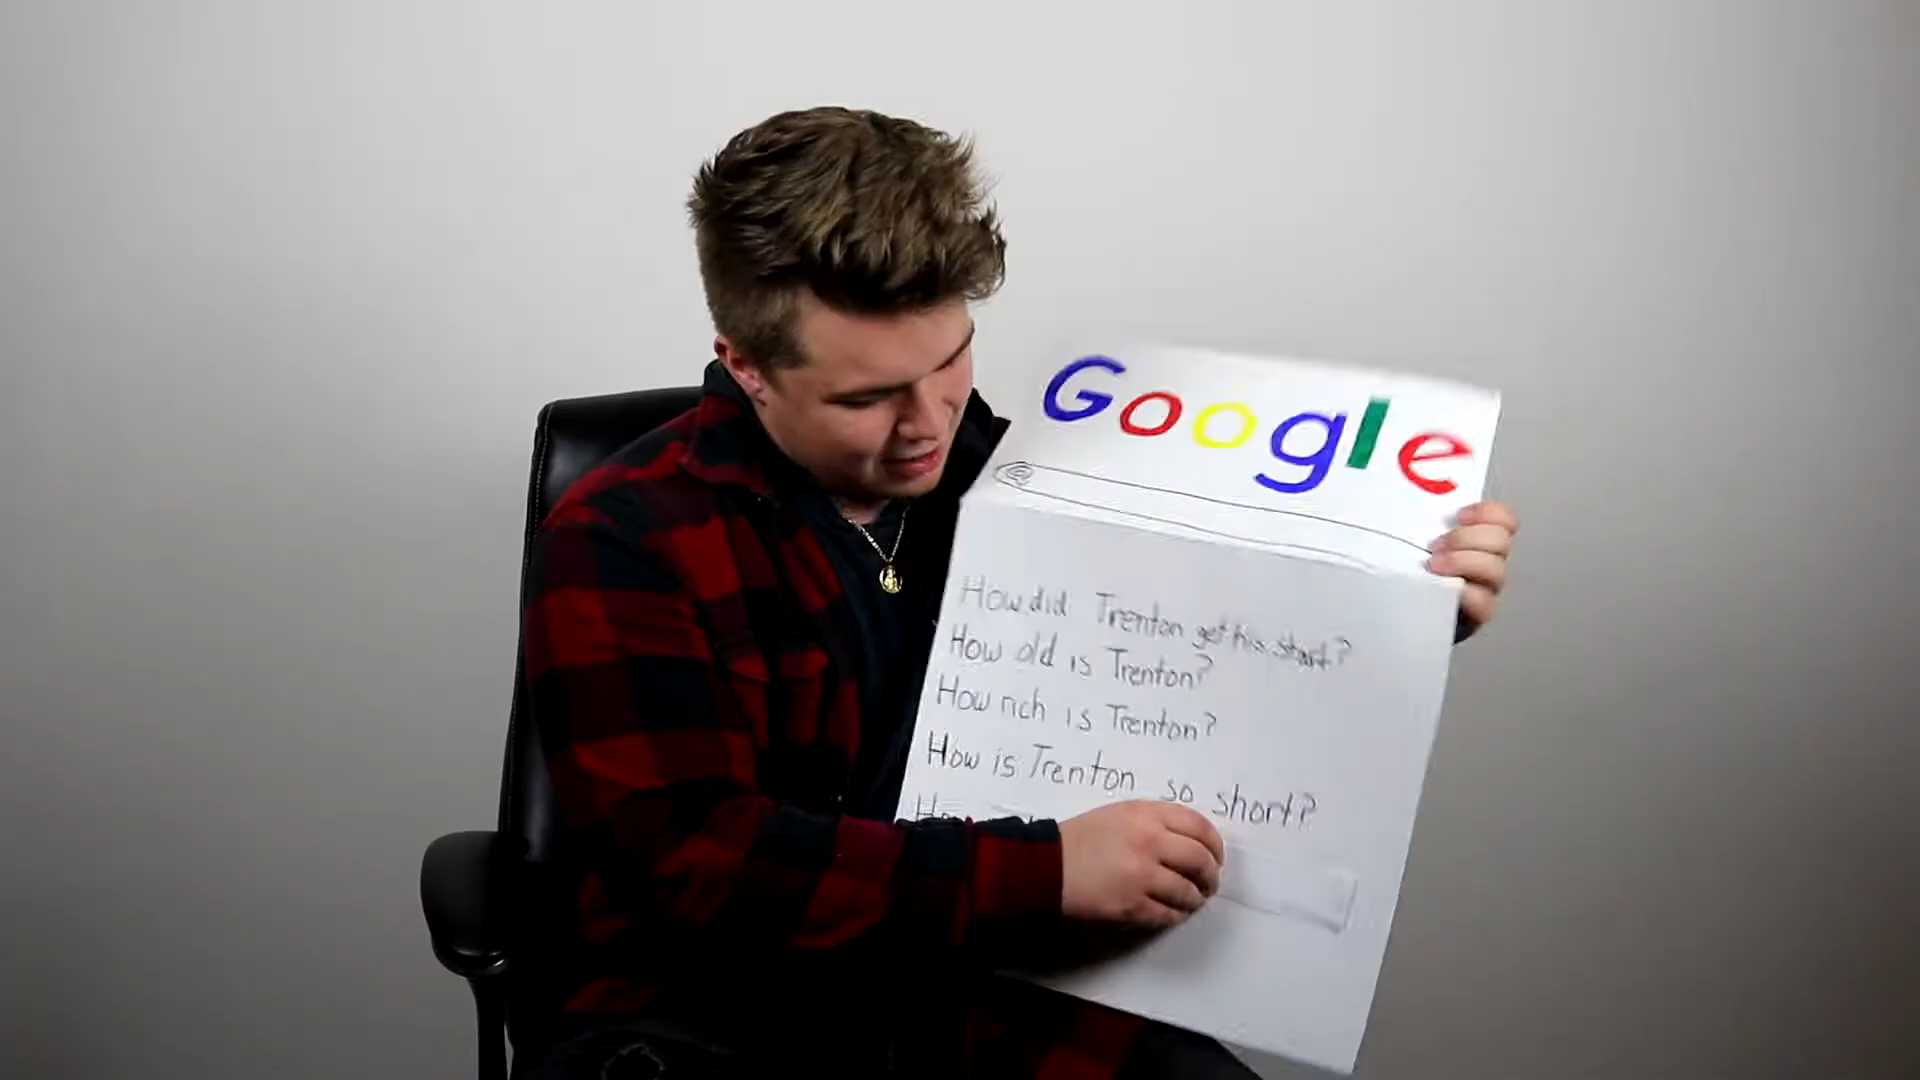 Google
How did Trenton get his start?
How old is Trenton?
How rich is Trenton?
How is Trenton so short?